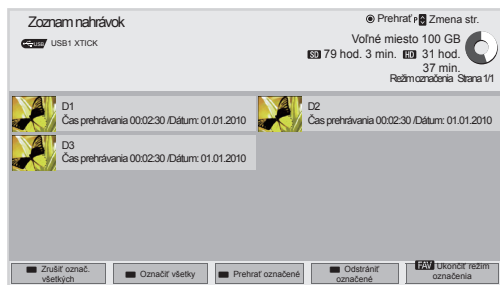 Zoznam nahrávok
Prehrať P Zmena str.
USB USB1 XTICK
Voľné miesto 100 GB
SD 79 hod. 3 min. HD 31 hod.
37 min.
Režim označenia Strana 1/1
D1
Čas prehrávania 00:02:30 /Dátum: 01.01.2010
D2
Čas prehrávania 00:02:30 /Dátum: 01.01.2010
D3
Čas prehrávania 00:02:30 /Dátum: 01.01.2010
Zrušiť označ.
všetkých
Označiť všetky
Prehrať označené
Odstrániť
označené
FAV Ukončiť režim
označenia